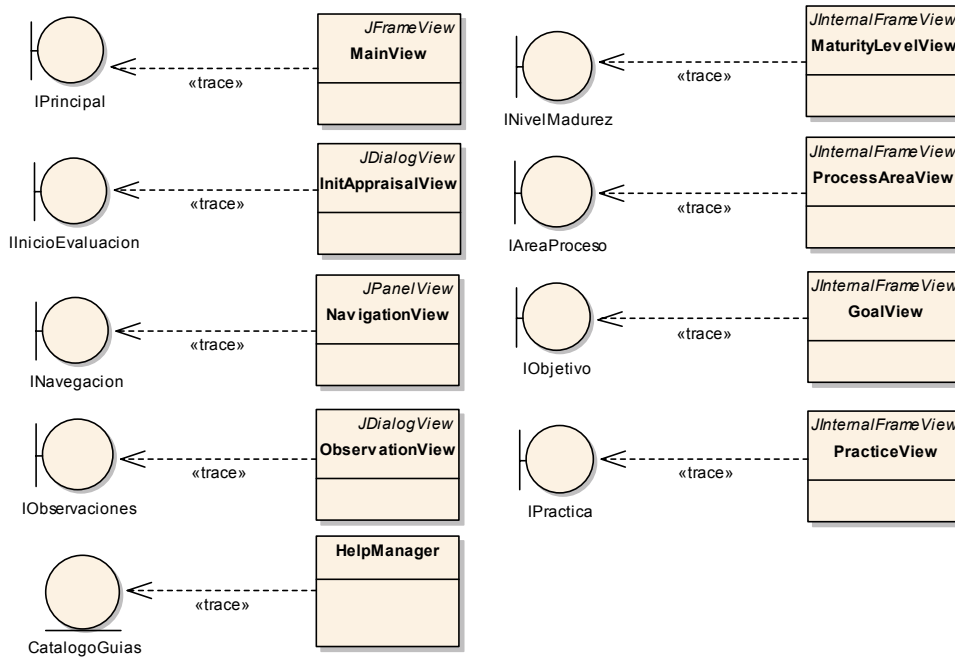 JFrameView
MainView
«trace»
IPrincipal
JDialogView
InitAppraisalView
«trace»
IInicioEvaluacion
JPanelView
NavigationView
«trace»
INavegacion
JDialogView
ObservationView
«trace»
IObservaciones
HelpManager
«trace»
CatalogoGuias
JInternalFrameView
MaturityLevelView
«trace»
INivelMadurez
JInternalFrameView
ProcessAreaView
«trace»
IAreaProceso
JInternalFrameView
GoalView
«trace»
IObjetivo
JInternalFrameView
PracticeView
«trace»
IPractica